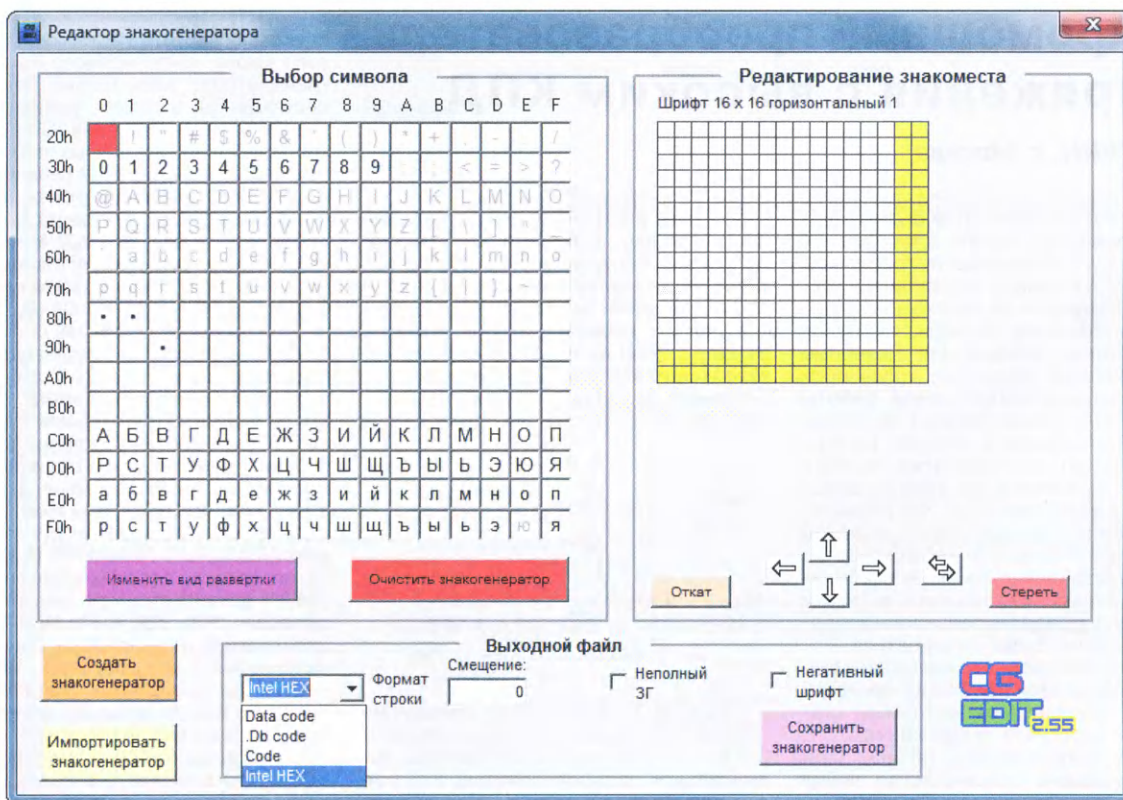 Редактор знакогенератора
Выбор символа
0 1 2 3 4 5 6 7 8 9 A B C D E F
20h ! " # $ % & ' ( ) * + , - . /
30h 0 1 2 3 4 5 6 7 8 9 : ; < = > ?
40h @ A B C D E F G H I J K L M N O
50h P Q R S T U V W X Y Z [ \ ] _
60h a b c d e f g h i j k l m n o
70h p q r s t u v w x y z { | } ~
80h • •
90h •
A0h
B0h
C0h А Б В Г Д Е Ж З И Й К Л М Н О П
D0h Р С Т У Ф Х Ц Ч Ш Щ Ъ Ы Ь Э Ю Я
E0h а б в г д е ж з и й к л м н о п
F0h р с т у ф х ц ч ш щ ъ ы ь э ю я
Изменить вид развертки
Очистить знакогенератор
Редактирование знакоместа
Шрифт 16 x 16 горизонтальный 1
Откат
Стереть
Создать
знакогенератор
Импортировать
знакогенератор
Выходной файл
Intel HEX
Data code
.Db code
Code
Intel HEX
Формат
строки
Смещение:
0
Неполный
ЗГ
Негативный
шрифт
Сохранить
знакогенератор
CG
EDIT 2.55